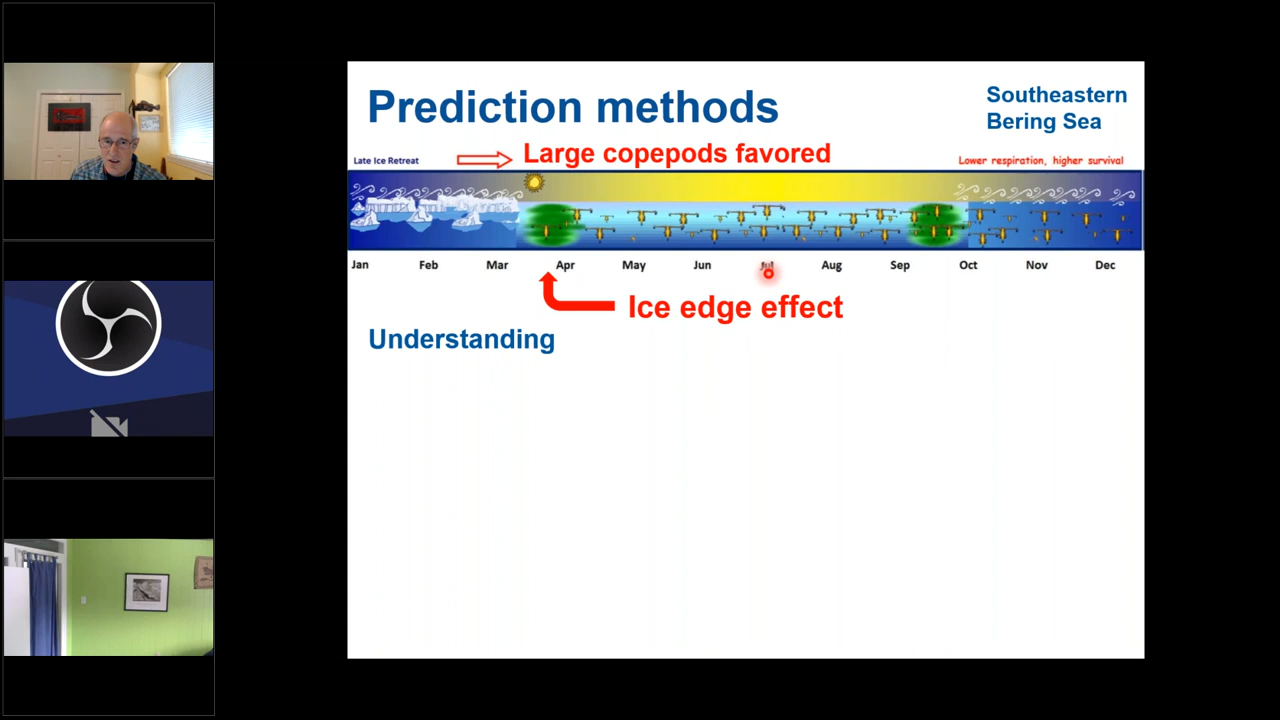 Prediction methods
Southeastern
Bering Sea
Late Ice Retreat
Large copepods favored
Lower respiration, higher survival
Jan Feb Mar Apr May Jun Jul Aug Sep Oct Nov Dec
Ice edge effect
Understanding